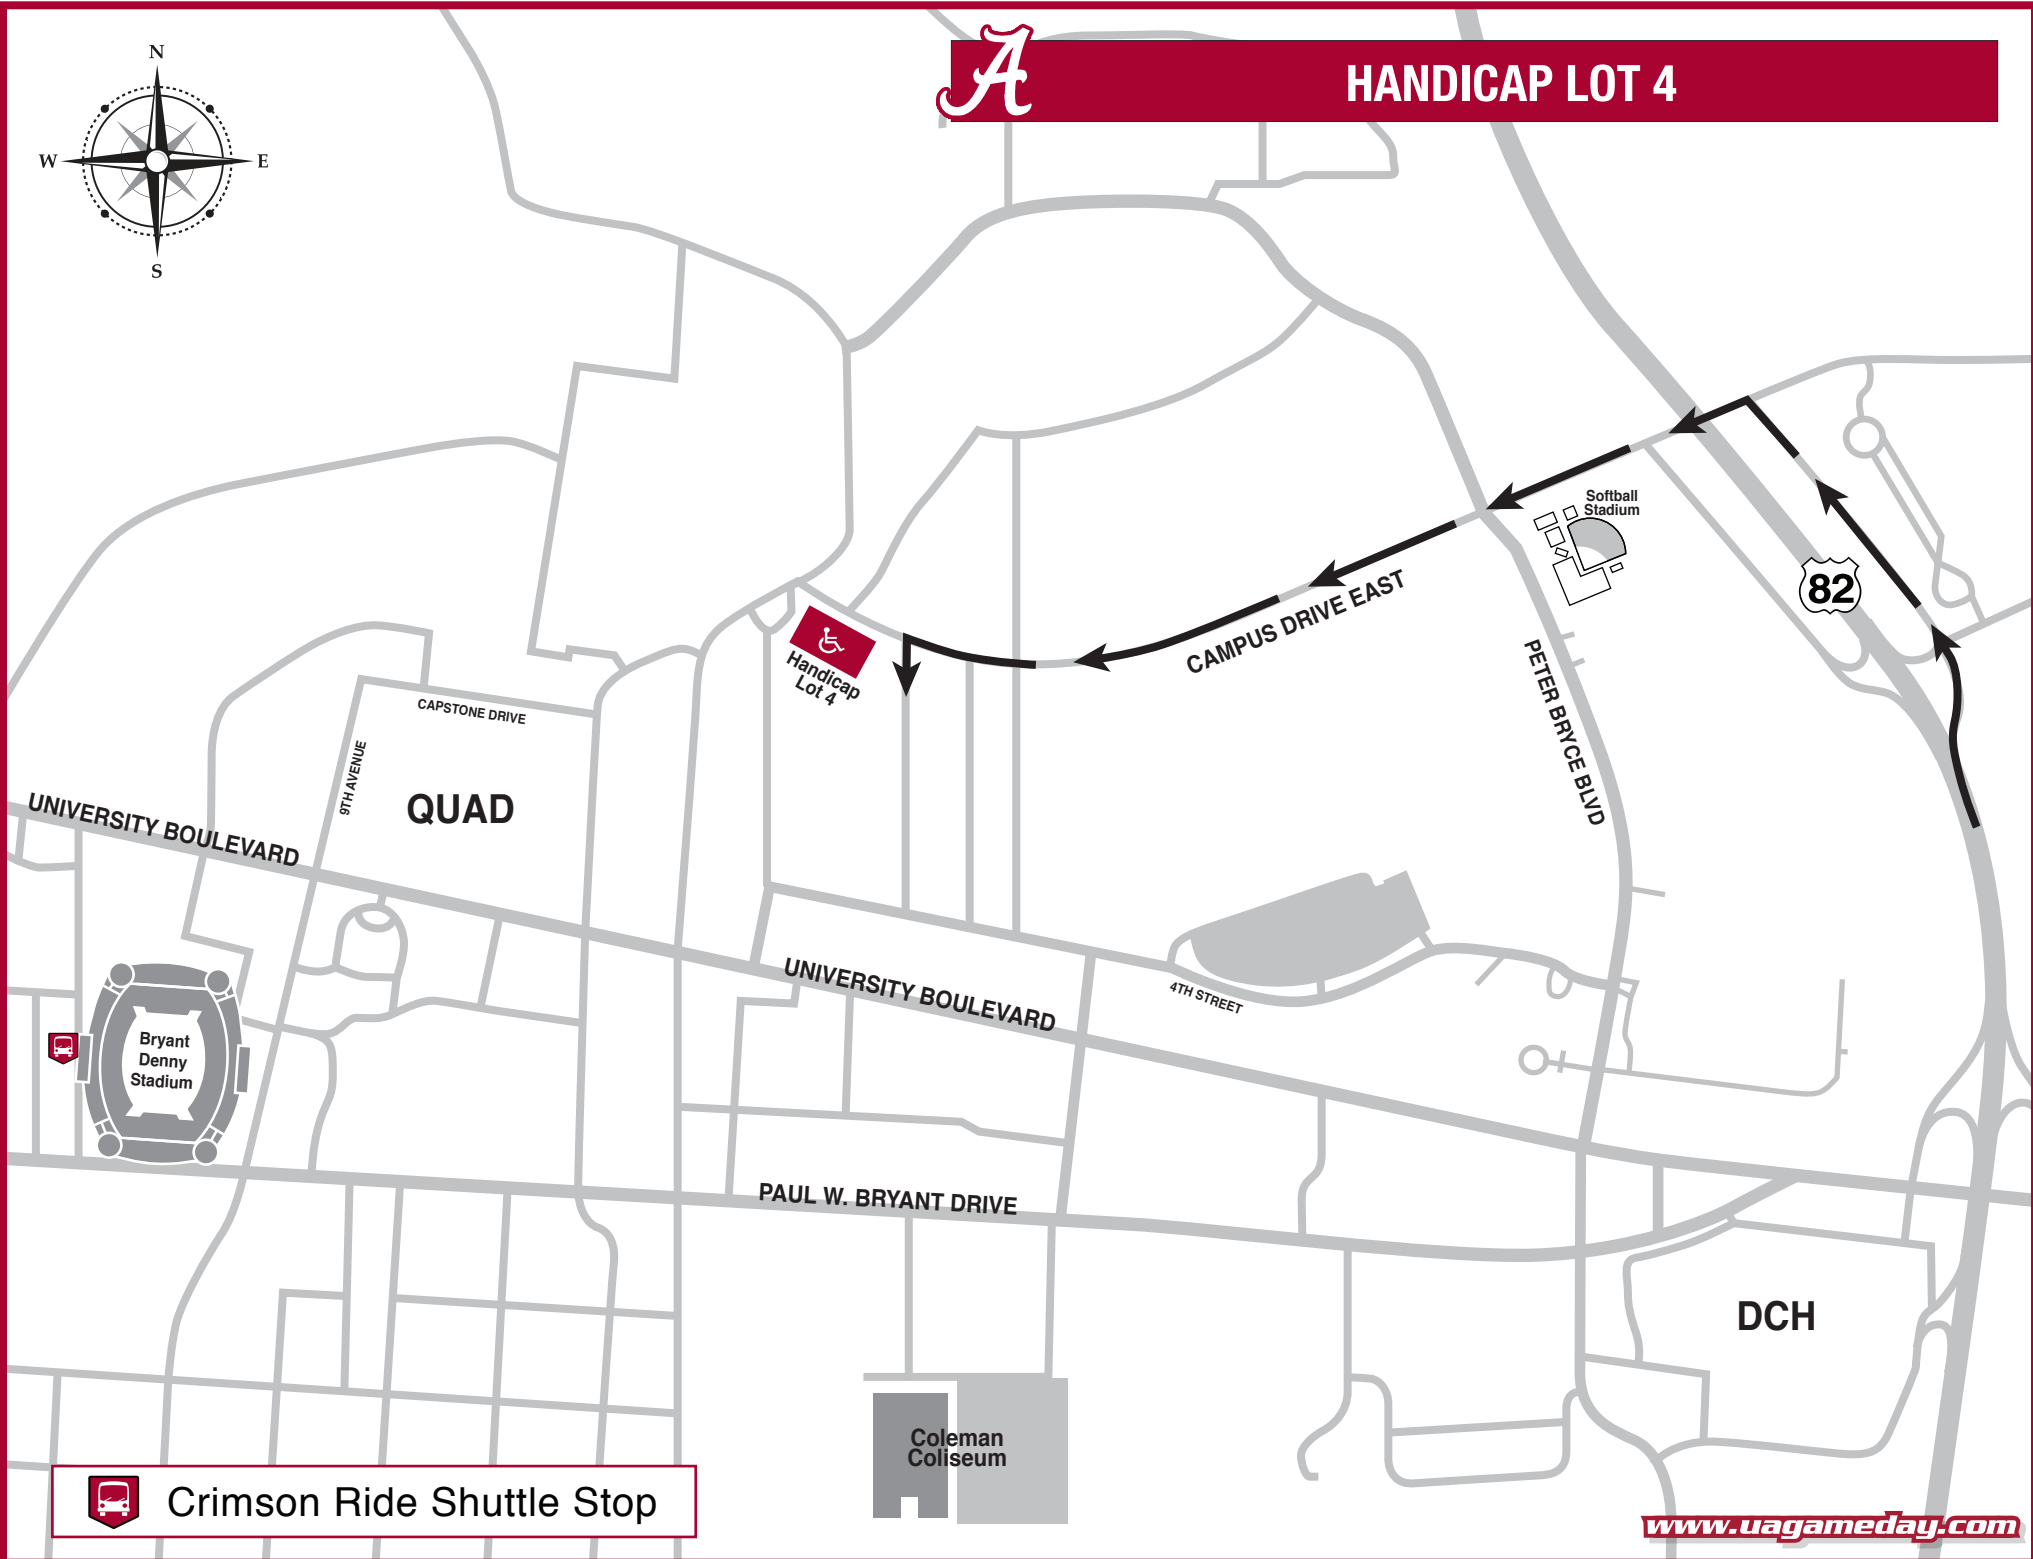 N
W E
S
A
HANDICAP LOT 4
Softball
Stadium
82
CAMPUS DRIVE EAST
PETER BRYCE BLVD
Handicap
Lot 4
CAPSTONE DRIVE
9TH AVENUE
QUAD
UNIVERSITY BOULEVARD
UNIVERSITY BOULEVARD
4TH STREET
Bryant
Denny
Stadium
PAUL W. BRYANT DRIVE
DCH
Coleman
Coliseum
Crimson Ride Shuttle Stop
www.uagameday.com